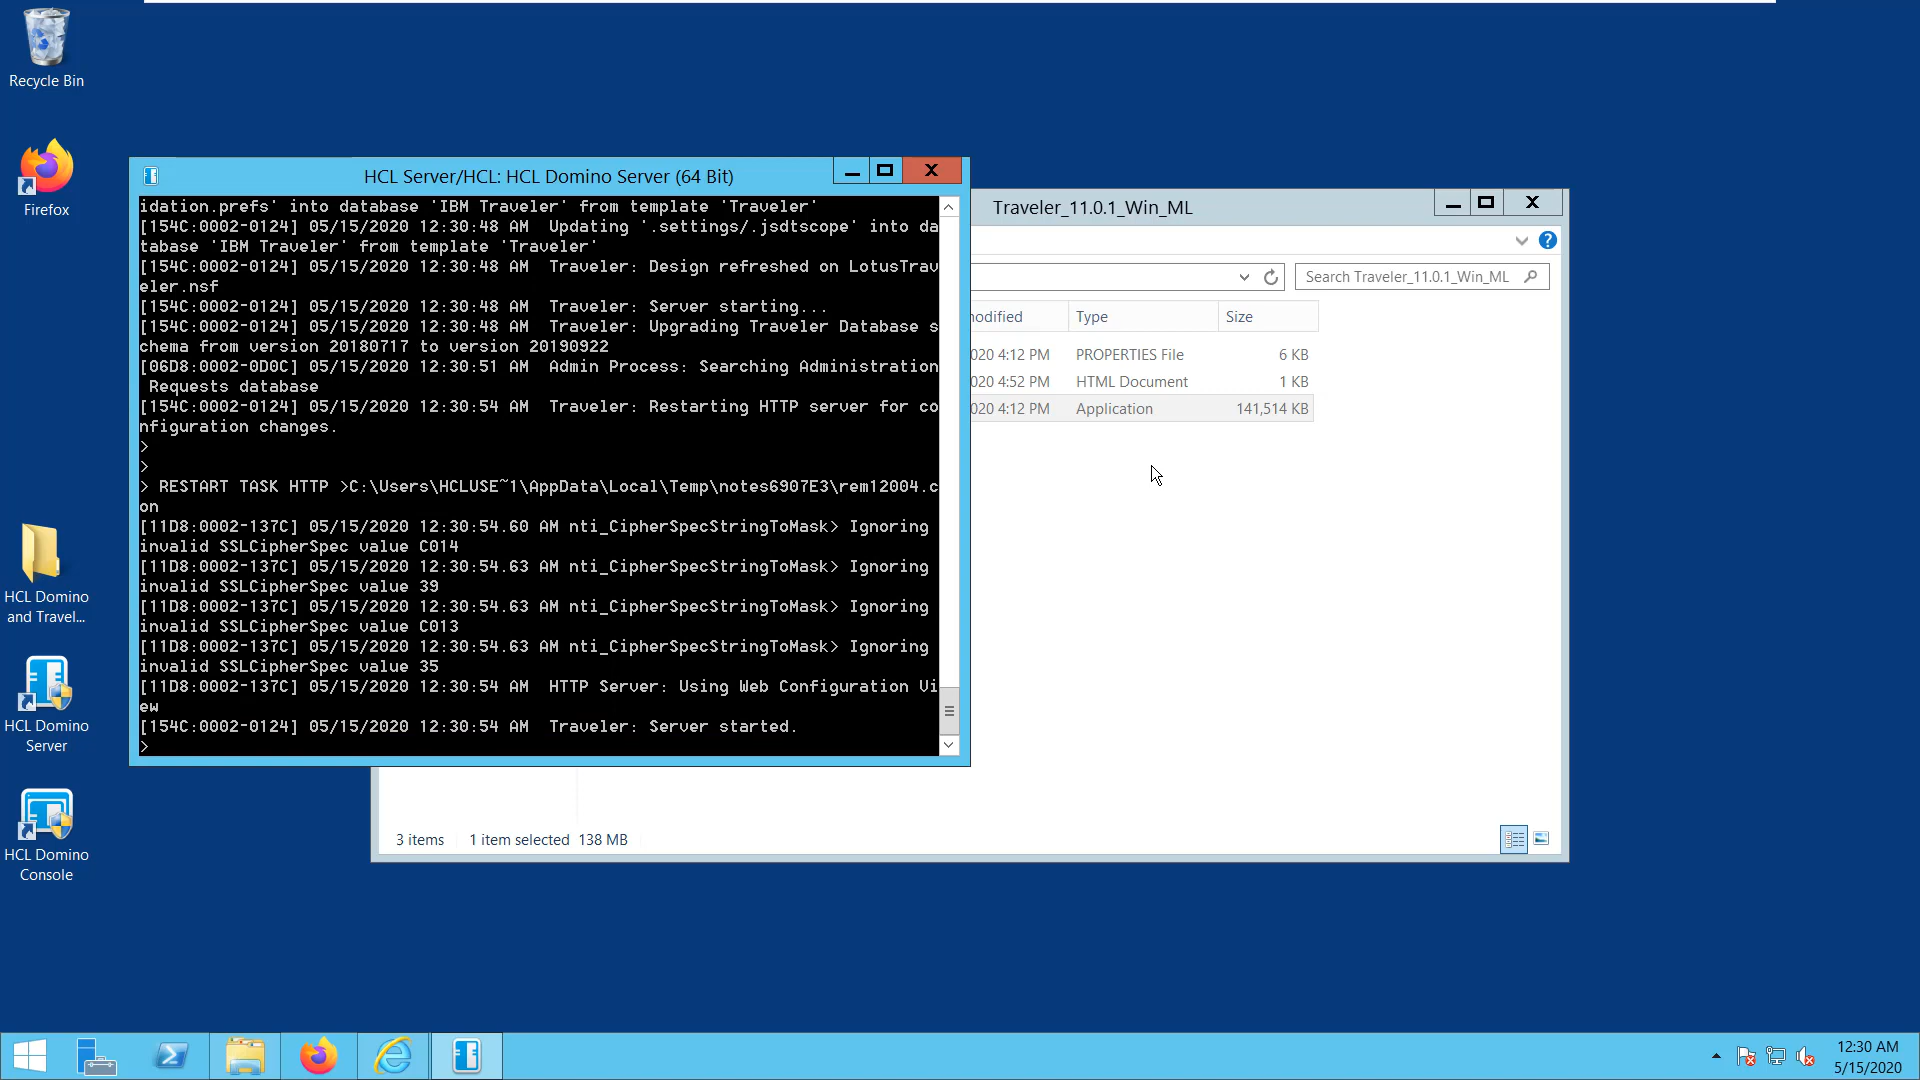 Recycle Bin
Firefox
HCL Domino
and Travel...
HCL Domino
Server
HCL Domino
Console
HCL Server/HCL: HCL Domino Server (64 Bit)
idation.prefs' into database 'IBM Traveler' from template 'Traveler'
[154C:0002-0124] 05/15/2020 12:30:48 AM  Updating '.settings/.jsdtscope' into da
tabase 'IBM Traveler' from template 'Traveler'
[154C:0002-0124] 05/15/2020 12:30:48 AM  Traveler: Design refreshed on LotusTrav
eler.nsf
[154C:0002-0124] 05/15/2020 12:30:48 AM  Traveler: Server starting...
[154C:0002-0124] 05/15/2020 12:30:48 AM  Traveler: Upgrading Traveler Database s
chema from version 20180717 to version 20190922
[06D8:0002-0D0C] 05/15/2020 12:30:51 AM  Admin Process: Searching Administration
 Requests database
[154C:0002-0124] 05/15/2020 12:30:54 AM  Traveler: Restarting HTTP server for co
nfiguration changes.
>
>
> RESTART TASK HTTP >C:\Users\HCLUSE~1\AppData\Local\Temp\notes6907E3\rem12004.c
on
[11D8:0002-137C] 05/15/2020 12:30:54.60 AM nti_CipherSpecStringToMask> Ignoring
invalid SSLCipherSpec value C014
[11D8:0002-137C] 05/15/2020 12:30:54.63 AM nti_CipherSpecStringToMask> Ignoring
invalid SSLCipherSpec value 39
[11D8:0002-137C] 05/15/2020 12:30:54.63 AM nti_CipherSpecStringToMask> Ignoring
invalid SSLCipherSpec value C013
[11D8:0002-137C] 05/15/2020 12:30:54.63 AM nti_CipherSpecStringToMask> Ignoring
invalid SSLCipherSpec value 35
[11D8:0002-137C] 05/15/2020 12:30:54 AM  HTTP Server: Using Web Configuration Vi
ew
[154C:0002-0124] 05/15/2020 12:30:54 AM  Traveler: Server started.
>
Traveler_11.0.1_Win_ML
Search Traveler_11.0.1_Win_ML
odified Type Size
020 4:12 PM PROPERTIES File 6 KB
020 4:52 PM HTML Document 1 KB
020 4:12 PM Application 141,514 KB
3 items 1 item selected 138 MB
12:30 AM
5/15/2020